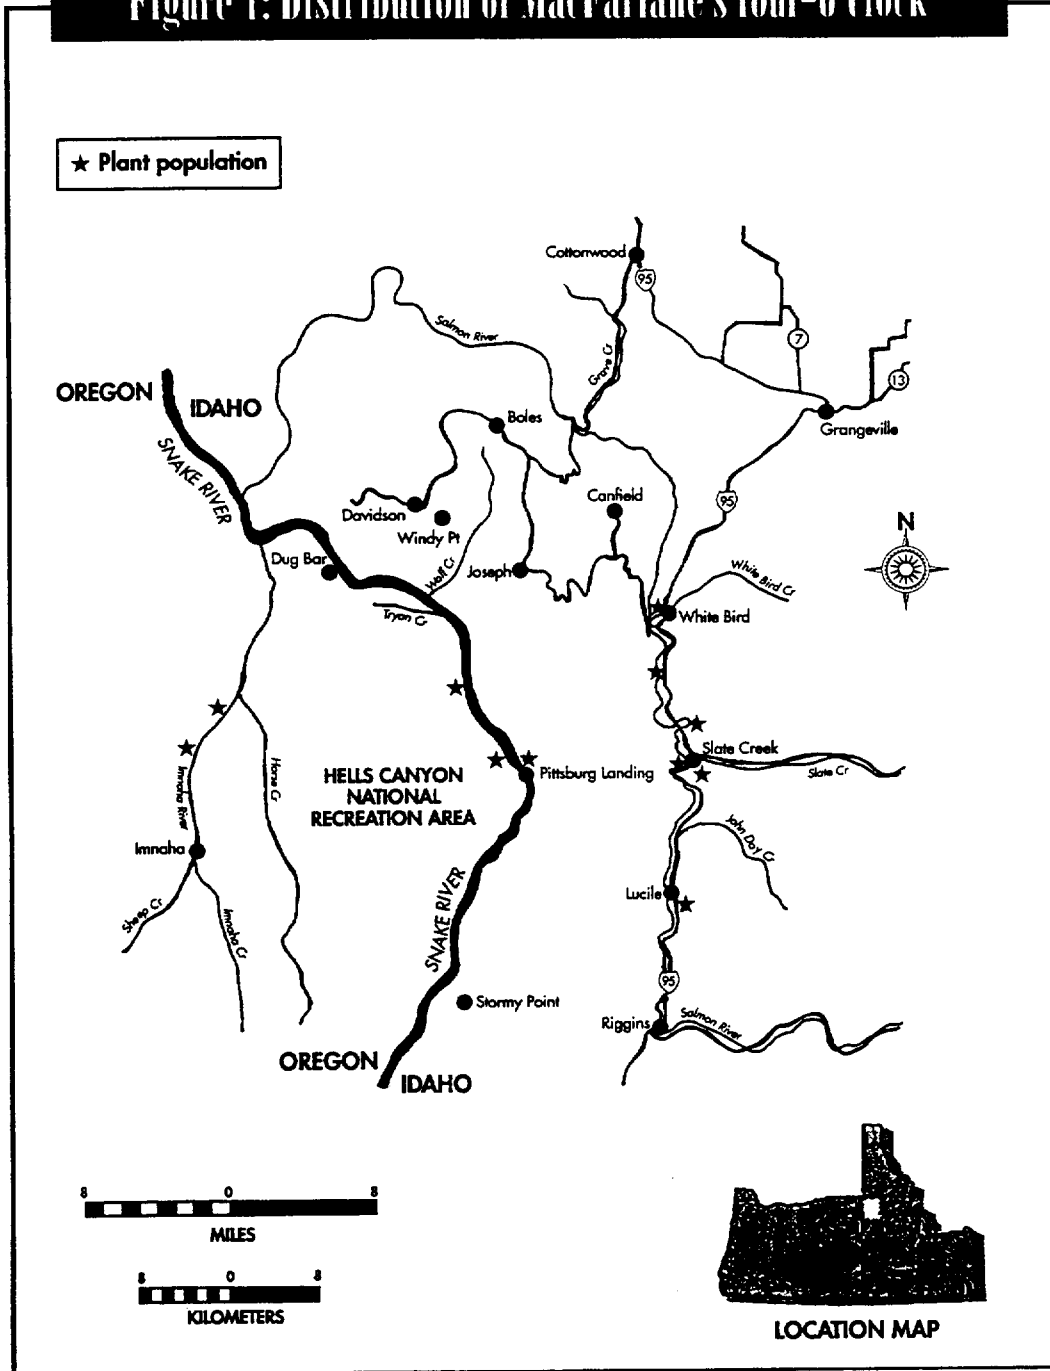 Figure 1: Distribution of MacFarlane's four-o'clock
★ Plant population
Cottonwood
95
Salmon River
Grave Cr
7
13
OREGON
IDAHO
Boles
Grangeville
SNAKE RIVER
Canfield
95
Davidson
Windy Pt
N
Dug Bar
Wolf Cr
Joseph
White Bird Cr
Tryon Cr
White Bird
Slate Creek
Imnaha River
Horse Cr
HELLS CANYON
NATIONAL
RECREATION AREA
Pittsburg Landing
Slate Cr
John Day Cr
Imnaha
Lucile
Sheep Cr
Imnaha Cr
SNAKE RIVER
95
Stormy Point
Riggins
Salmon River
OREGON
IDAHO
8 0 8
MILES
8 0 8
KILOMETERS
LOCATION MAP